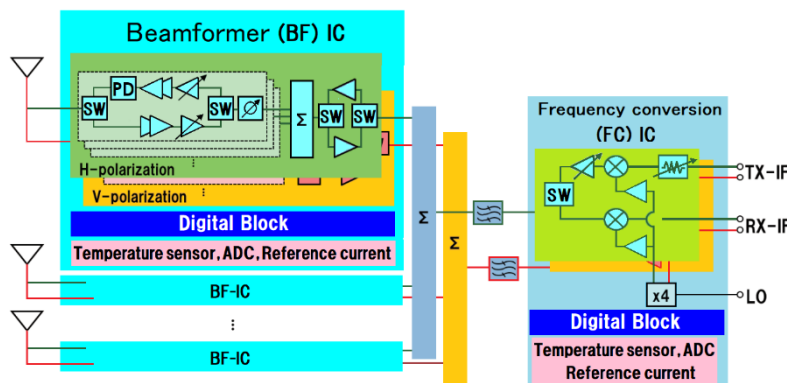 Beamformer (BF) IC
PD
SW
SW
Σ
SW
SW
H-polarization
⋮
V-polarization
⋮
Digital Block
Temperature sensor, ADC, Reference current
BF-IC
⋮
BF-IC
Σ
Σ
Frequency conversion
(FC) IC
SW
TX-IF
RX-IF
x4
LO
Digital Block
Temperature sensor, ADC
Reference current